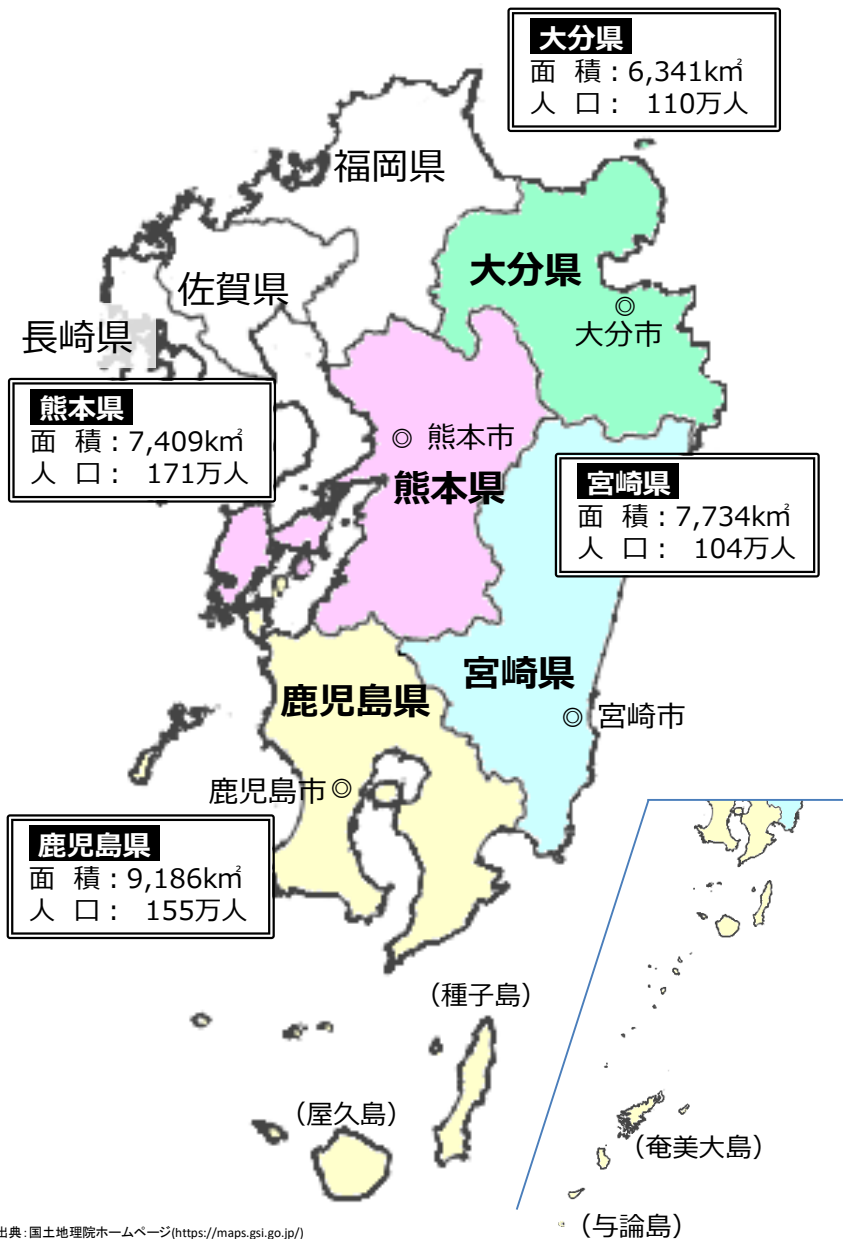 大分県
面 積：6,341k㎡
人 口： 110万人
福岡県
大分県
佐賀県
大分市
長崎県
熊本県
面 積：7,409k㎡
人 口： 171万人
熊本市
熊本県
宮崎県
面 積：7,734k㎡
人 口： 104万人
宮崎県
鹿児島県
宮崎市
鹿児島市
鹿児島県
面 積：9,186k㎡
人 口： 155万人
（種子島）
（屋久島）
（奄美大島）
（与論島）
出典：国土地理院ホームページ(https://maps.gsi.go.jp/)